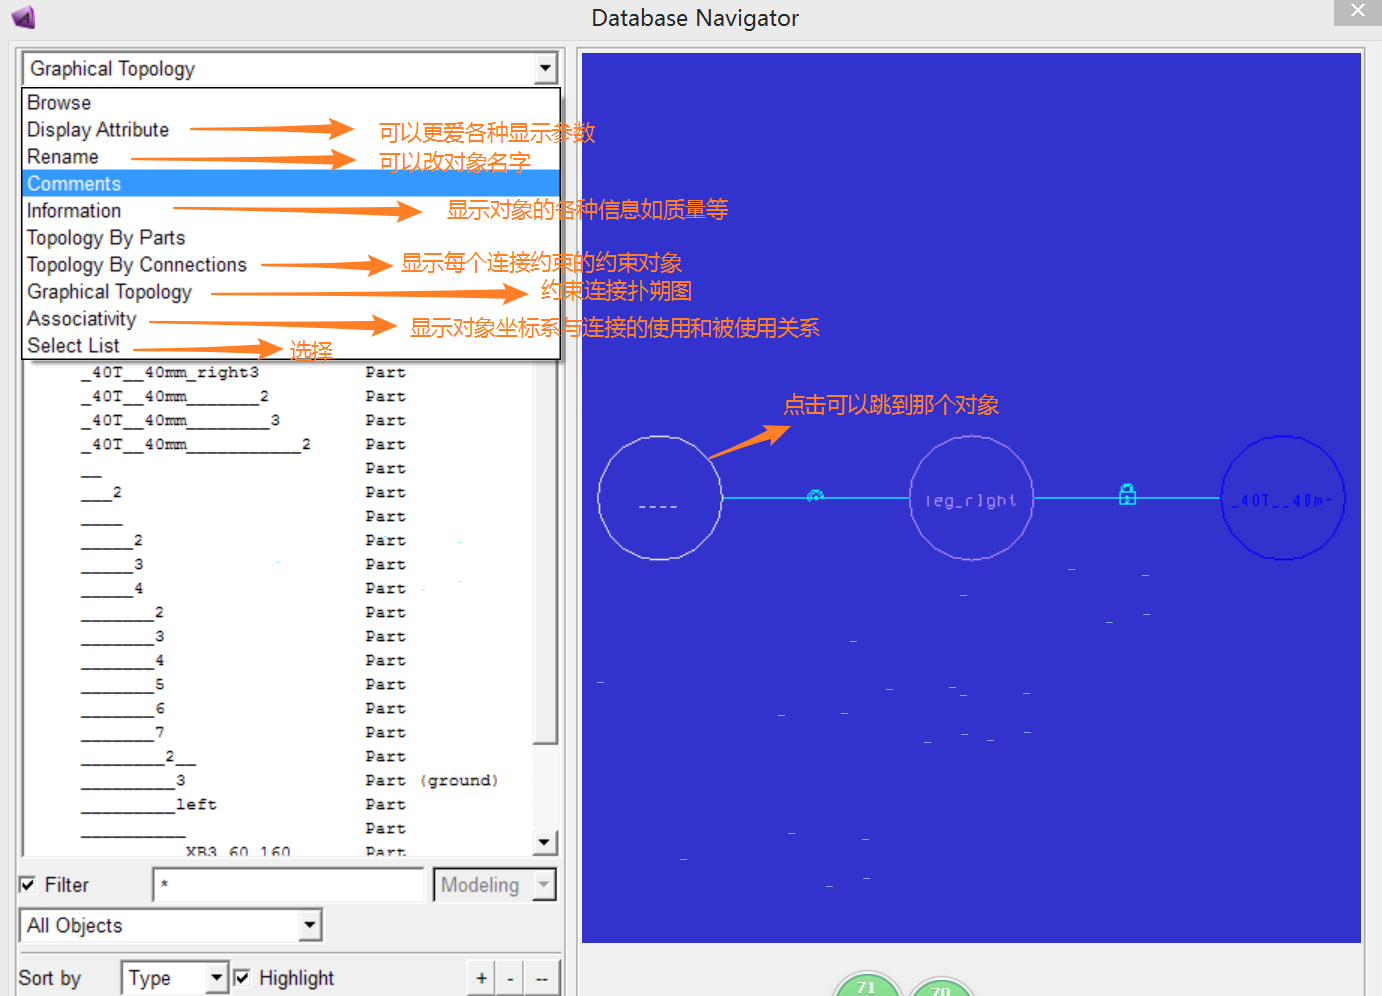 Database Navigator
Graphical Topology
Browse
Display Attribute
可以更爱各种显示参数
Rename
可以改对象名字
Comments
Information
显示对象的各种信息如质量等
Topology By Parts
Topology By Connections
显示每个连接约束的约束对象
Graphical Topology
约束连接扑朔图
Associativity
显示对象坐标系与连接的使用和被使用关系
Select List
选择
_40T__40mm_right3 Part
_40T__40mm_______2 Part
_40T__40mm________3 Part
_40T__40mm___________2 Part
__ Part
___2 Part
____ Part
_____2 Part
_____3 Part
_____4 Part
_______2 Part
_______3 Part
_______4 Part
_______5 Part
_______6 Part
_______7 Part
________2__ Part
_________3 Part (ground)
_________left Part
__________ Part
XB3_60_160 Part
点击可以跳到那个对象
____
leg_right
_40T__40m-
Filter
*
Modeling
All Objects
Sort by
Type
Highlight
+
-
--
71
70